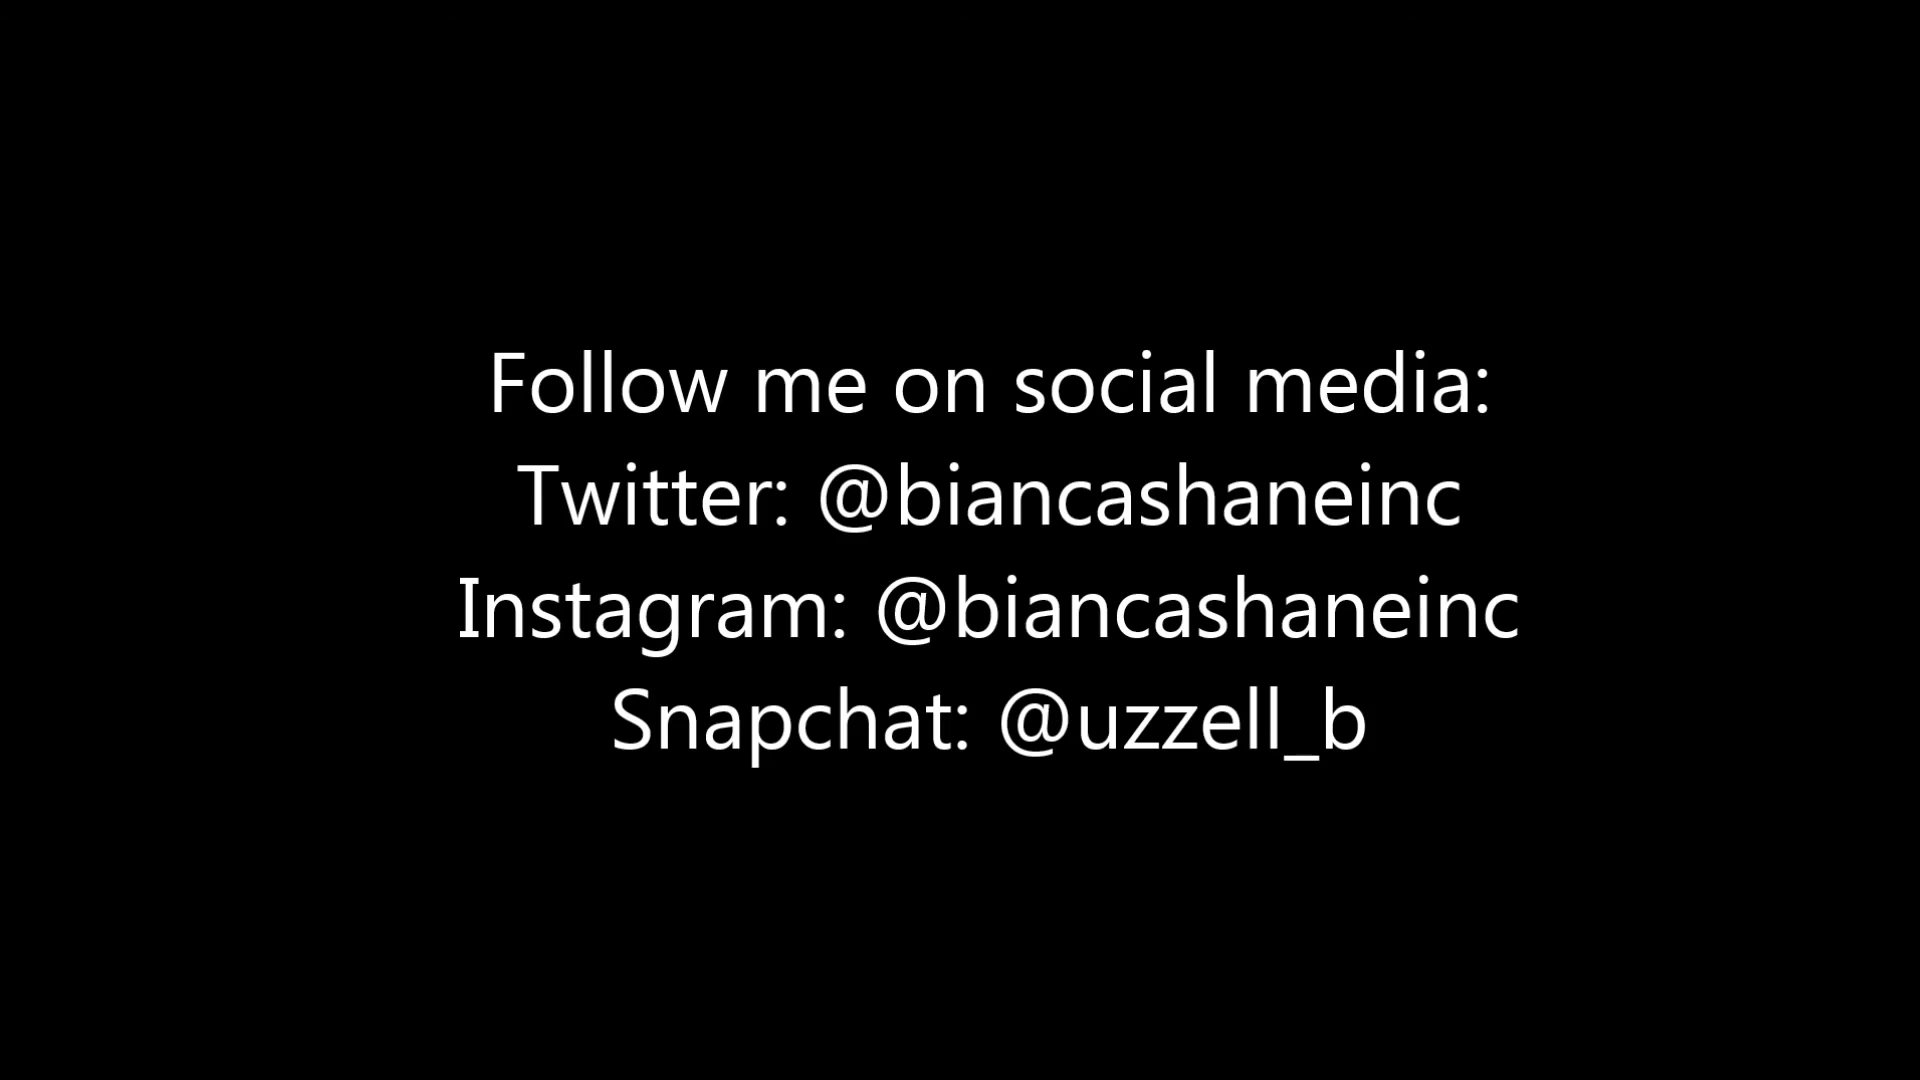 Follow me on social media:
Twitter: @biancashaneinc
Instagram: @biancashaneinc
Snapchat: @uzzell_b